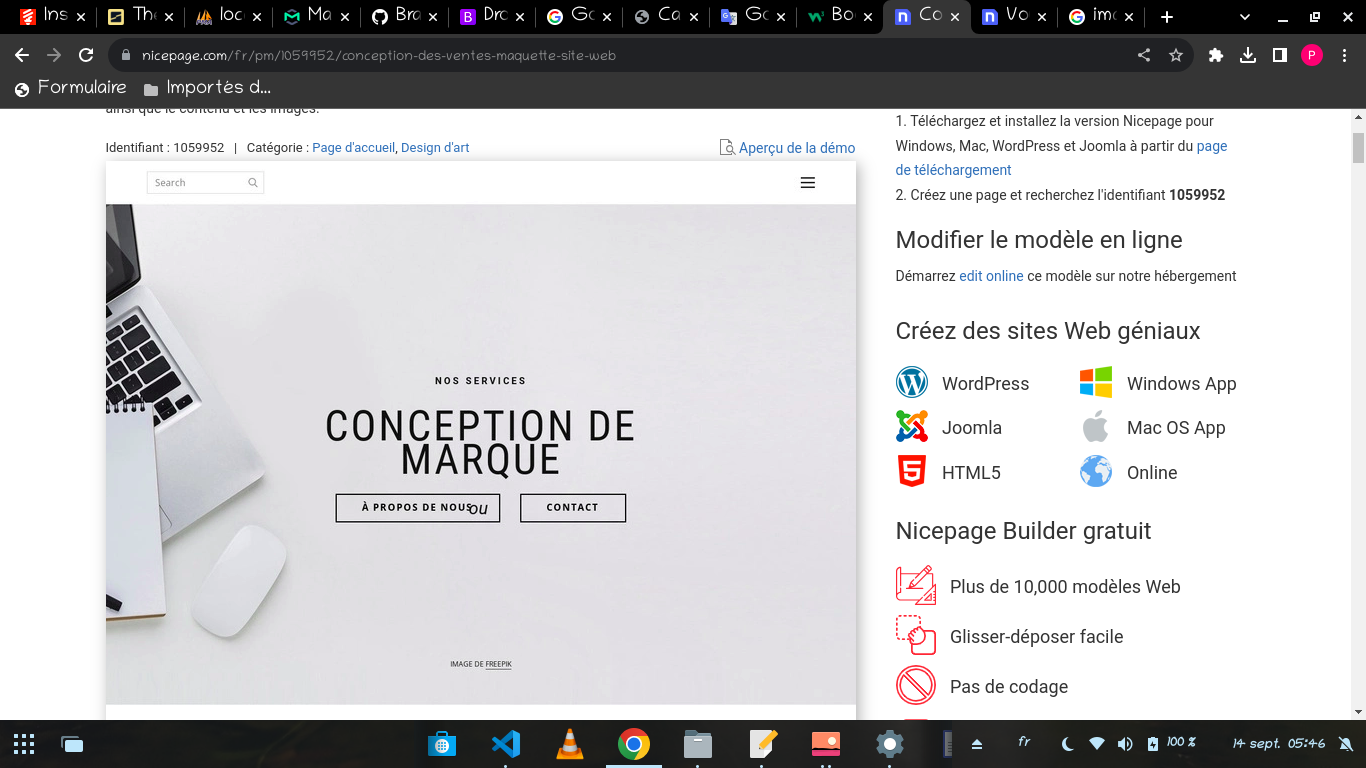 Ins
The
loc
Ma
Bra
Dro
Go
Ca
Go
Bo
Co
Vo
ima
nicepage.com/fr/pm/1059952/conception-des-ventes-maquette-site-web
P
Formulaire
Importés d...
ainsi que le contenu et les images.
Identifiant : 1059952 | Catégorie : Page d'accueil, Design d'art
Aperçu de la démo
Search
NOS SERVICES
CONCEPTION DE
MARQUE
À PROPOS DE NOUS
ou
CONTACT
IMAGE DE FREEPIK
1. Téléchargez et installez la version Nicepage pour
Windows, Mac, WordPress et Joomla à partir du page
de téléchargement
2. Créez une page et recherchez l'identifiant 1059952
Modifier le modèle en ligne
Démarrez edit online ce modèle sur notre hébergement
Créez des sites Web géniaux
WordPress
Windows App
Joomla
Mac OS App
HTML5
Online
Nicepage Builder gratuit
Plus de 10,000 modèles Web
Glisser-déposer facile
Pas de codage
fr
100 %
14 sept. 05:46